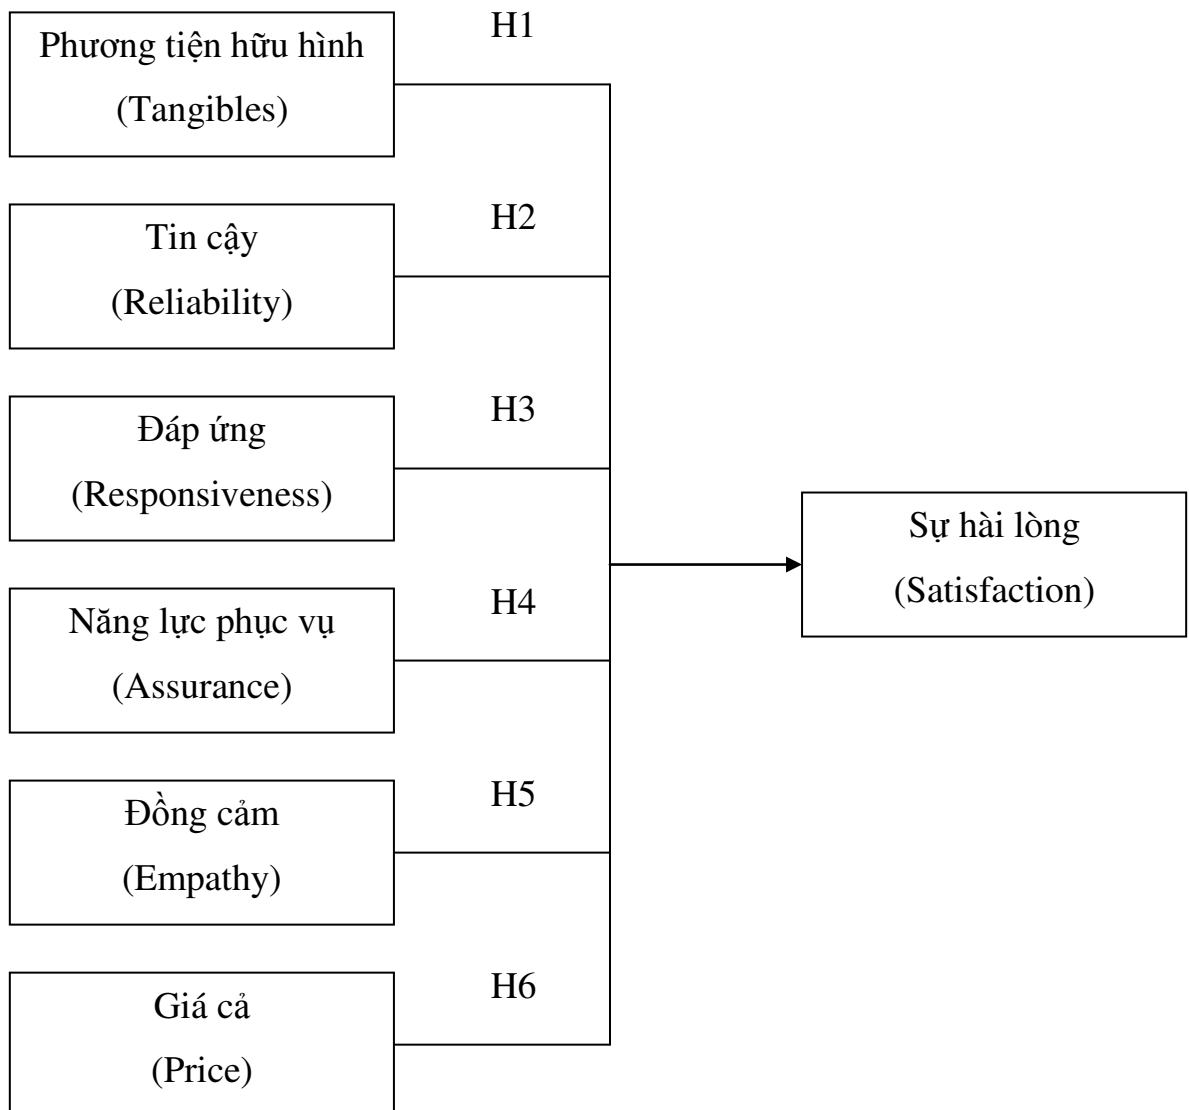 H1
Phương tiện hữu hình
(Tangibles)
H2
Tin cậy
(Reliability)
H3
Đáp ứng
(Responsiveness)
Sự hài lòng
(Satisfaction)
H4
Năng lực phục vụ
(Assurance)
H5
Đồng cảm
(Empathy)
H6
Giá cả
(Price)